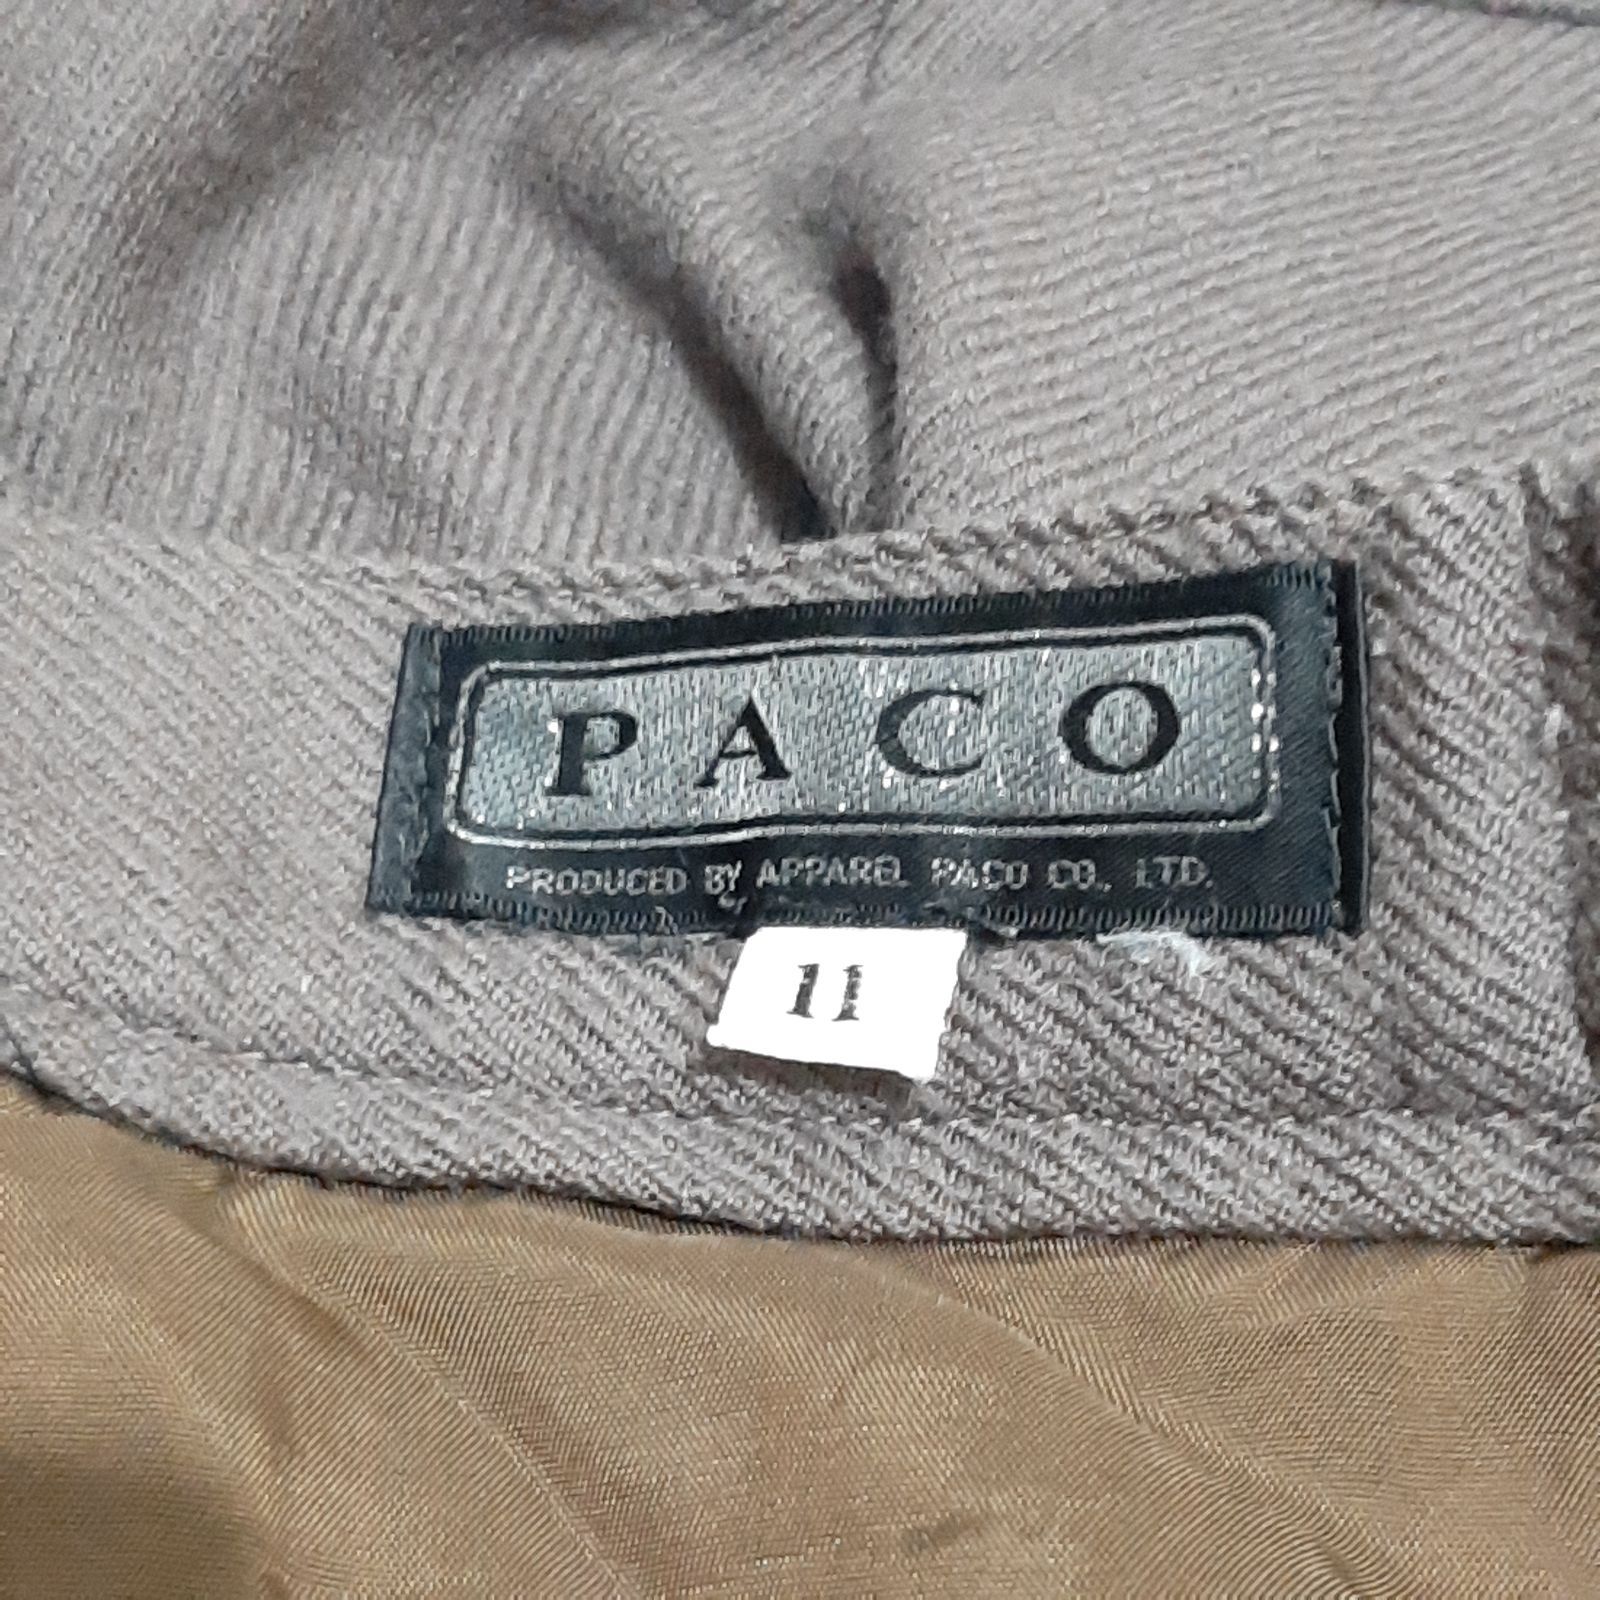 PACO
PRODUCED BY APPAREL PACO CO., LTD.
11